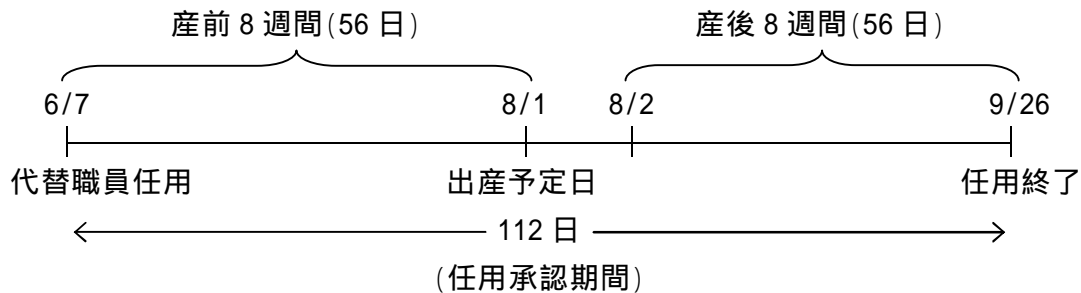 産前 8 週間(56 日) 産後 8 週間(56 日)
6/7 8/1 8/2 9/26
代替職員任用 出産予定日 任用終了
112 日
(任用承認期間)